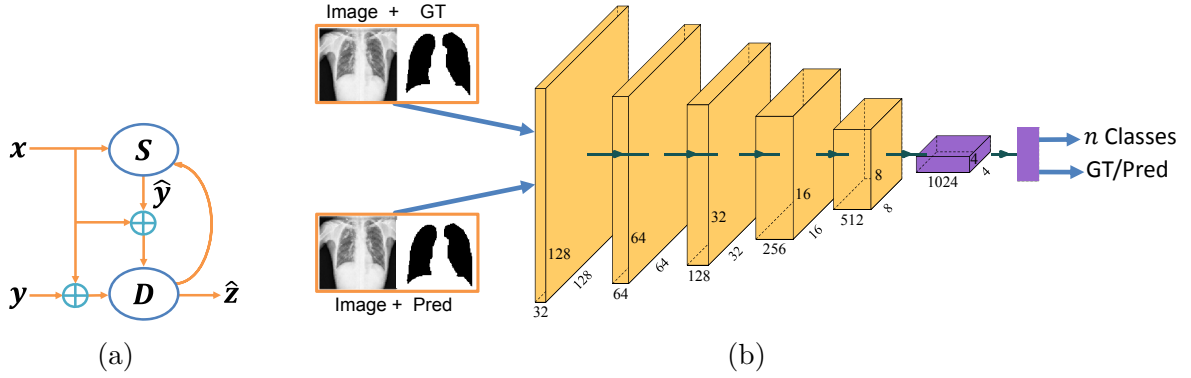 x
S
ŷ
y
D
ẑ
(a)
Image + GT
Image + Pred
128
128
32
64
64
64
32
32
128
16
16
256
8
8
512
4
4
1024
n Classes
GT/Pred
(b)